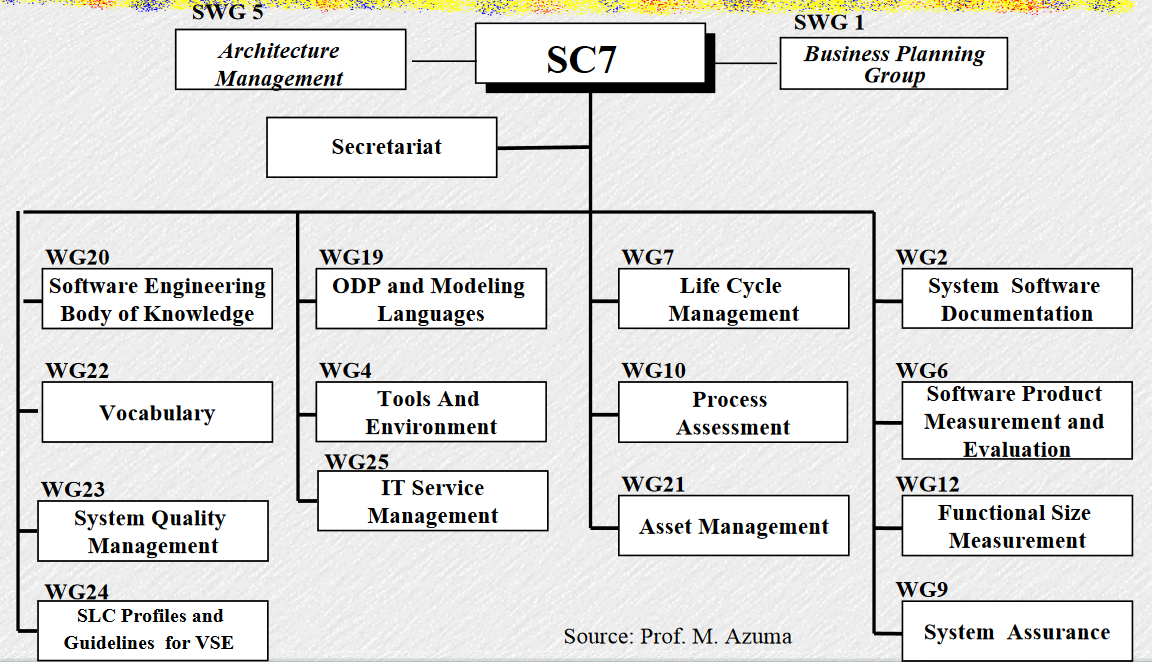 SWG 5
Architecture
Management
SC7
SWG 1
Business Planning
Group
Secretariat
WG20
Software Engineering
Body of Knowledge
WG22
Vocabulary
WG23
System Quality
Management
WG24
SLC Profiles and
Guidelines for VSE
WG19
ODP and Modeling
Languages
WG4
Tools And
Environment
WG25
IT Service
Management
WG7
Life Cycle
Management
WG10
Process
Assessment
WG21
Asset Management
WG2
System Software
Documentation
WG6
Software Product
Measurement and
Evaluation
WG12
Functional Size
Measurement
WG9
System Assurance
Source: Prof. M. Azuma